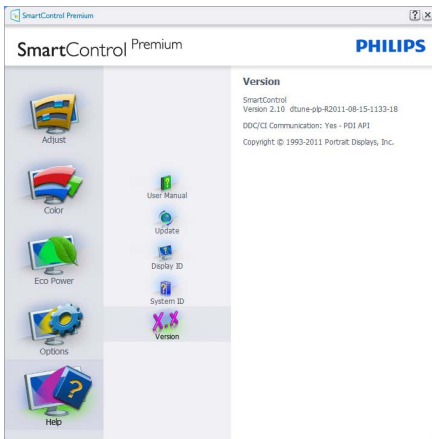 SmartControl Premium
SmartControl Premium
PHILIPS
Adjust
Color
Eco Power
Options
Help
User Manual
Update
Display ID
System ID
Version
Version
SmartControl
Version 2.10 dtune-plp-R2011-08-15-1133-18
DDC/CI Communication: Yes - PDI API
Copyright © 1993-2011 Portrait Displays, Inc.